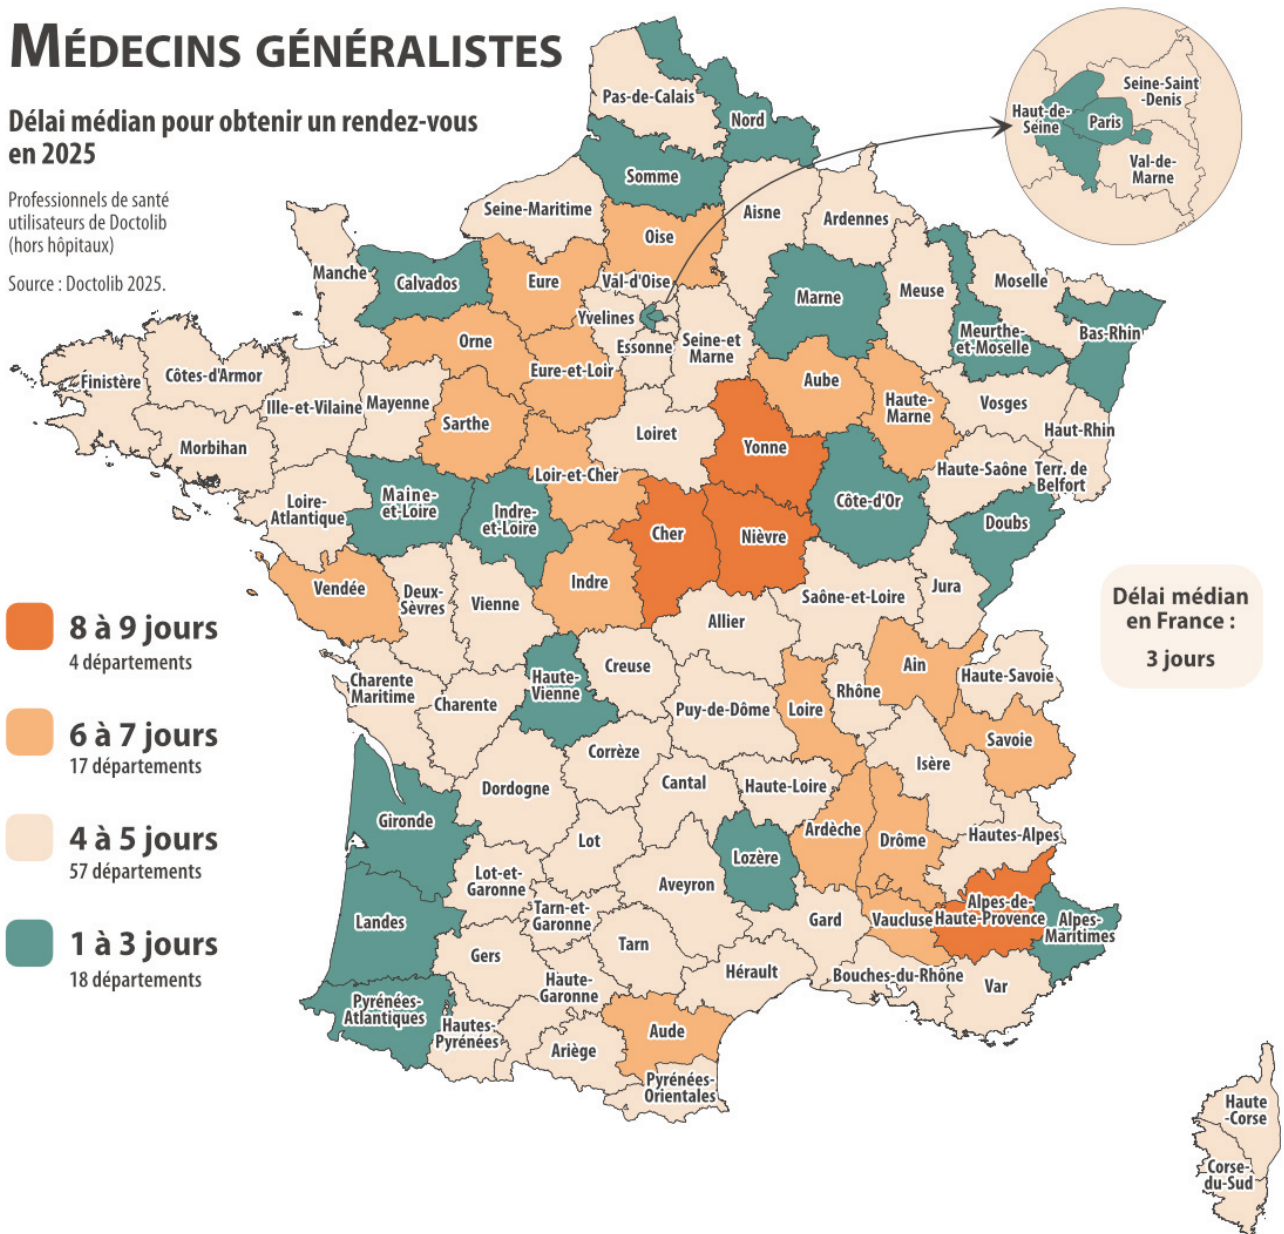 MÉDECINS GÉNÉRALISTES
Délai médian pour obtenir un rendez-vous
en 2025
Professionnels de santé
utilisateurs de Doctolib
(hors hôpitaux)
Source : Doctolib 2025.
Pas-de-Calais
Nord
Somme
Seine-Maritime
Oise
Aisne
Ardennes
Haut-de-
Seine
Paris
Seine-Saint
-Denis
Val-de-
Marne
Manche
Calvados
Eure
Val-d'Oise
Yvelines
Essonne
Seine-et
Marne
Marne
Meuse
Moselle
Meurthe-
et-Moselle
Bas-Rhin
Orne
Eure-et-Loir
Aube
Haute-
Marne
Vosges
Haut-Rhin
Finistère
Côtes-d'Armor
Ille-et-Vilaine
Mayenne
Sarthe
Loiret
Yonne
Morbihan
Loir-et-Cher
Haute-Saône
Terr. de
Belfort
Loire-
Atlantique
Maine-
et-Loire
Indre-
et-Loire
Cher
Nièvre
Côte-d'Or
Doubs
Vendée
Deux-
Sèvres
Vienne
Indre
Allier
Saône-et-Loire
Jura
8 à 9 jours
4 départements
6 à 7 jours
17 départements
4 à 5 jours
57 départements
1 à 3 jours
18 départements
Délai médian
en France :
3 jours
Charente
Maritime
Charente
Haute-
Vienne
Creuse
Puy-de-Dôme
Loire
Rhône
Ain
Haute-Savoie
Savoie
Corrèze
Isère
Dordogne
Cantal
Haute-Loire
Gironde
Lot
Lozère
Ardèche
Drôme
Hautes-Alpes
Lot-et-
Garonne
Aveyron
Landes
Tarn-et-
Garonne
Tarn
Gard
Vaucluse
Alpes-de-
Haute-Provence
Alpes-
Maritimes
Gers
Haute-
Garonne
Hérault
Bouches-du-Rhône
Var
Pyrénées-
Atlantiques
Hautes-
Pyrénées
Ariège
Aude
Pyrénées-
Orientales
Haute
-Corse
Corse-
du-Sud